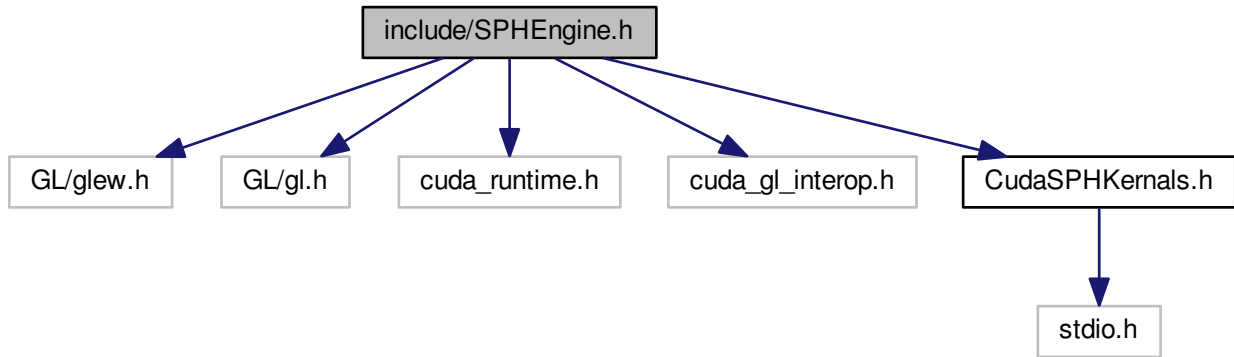 include/SPHEngine.h
GL/glew.h
GL/gl.h
cuda_runtime.h
cuda_gl_interop.h
CudaSPHKernals.h
stdio.h